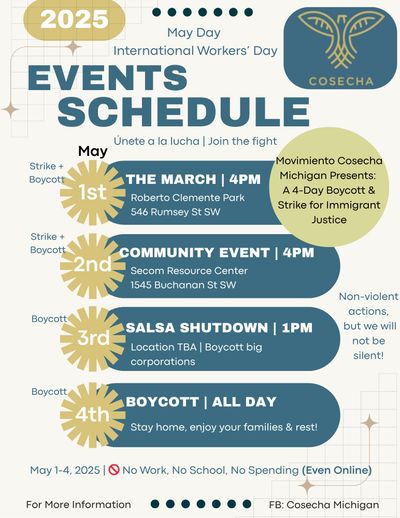 2025
May Day
International Workers' Day
COSECHA
EVENTS
SCHEDULE
Únete a la lucha | Join the fight
May
Movimiento Cosecha
Michigan Presents:
A 4-Day Boycott &
Strike for Immigrant
Justice
Strike +
Boycott
1st
THE MARCH | 4PM
Roberto Clemente Park
546 Rumsey St SW
Strike +
Boycott
2nd
COMMUNITY EVENT | 4PM
Secom Resource Center
1545 Buchanan St SW
Boycott
3rd
SALSA SHUTDOWN | 1PM
Location TBA | Boycott big
corporations
Non-violent
actions,
but we will
not be
silent!
Boycott
4th
BOYCOTT | ALL DAY
Stay home, enjoy your families & rest!
May 1-4, 2025 | 🚫 No Work, No School, No Spending (Even Online)
For More Information
FB: Cosecha Michigan